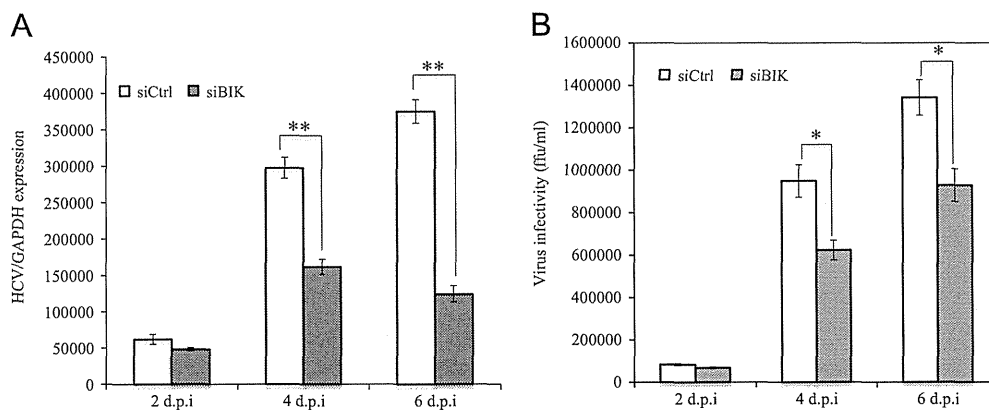 A
HCV/GAPDH expression
450000
400000
350000
300000
250000
200000
150000
100000
50000
0
siCtrl siBIK
**
**
2 d.p.i 4 d.p.i 6 d.p.i
B
Virus infectivity (ffu/ml)
1600000
1400000
1200000
1000000
800000
600000
400000
200000
0
siCtrl siBIK
*
*
2 d.p.i 4 d.p.i 6 d.p.i